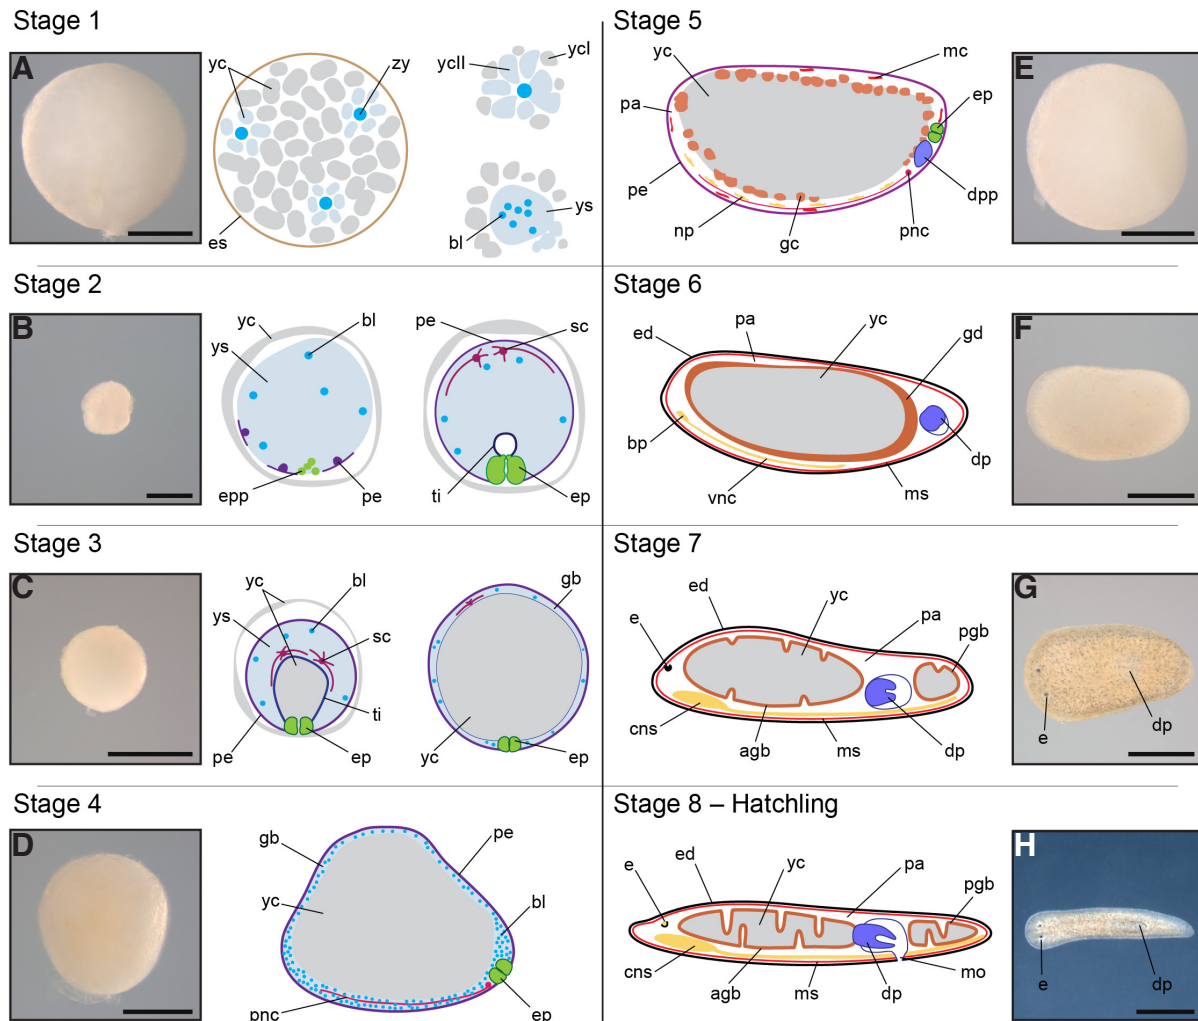 Stage 1
A
yc
zy
es
ycII
ycI
bl
ys
Stage 2
B
yc
bl
ys
epp
pe
pe
sc
ti
ep
Stage 3
C
yc
bl
ys
sc
ti
pe
ep
gb
yc
ep
Stage 4
D
gb
pe
yc
bl
pnc
ep
Stage 5
yc
mc
pa
ep
pe
dpp
np
gc
pnc
E
Stage 6
ed
pa
yc
gd
bp
vnc
ms
dp
F
Stage 7
e
ed
yc
pa
pgb
cns
agb
ms
dp
G
e
dp
Stage 8 – Hatchling
e
ed
yc
pa
pgb
cns
agb
ms
dp
mo
H
e
dp